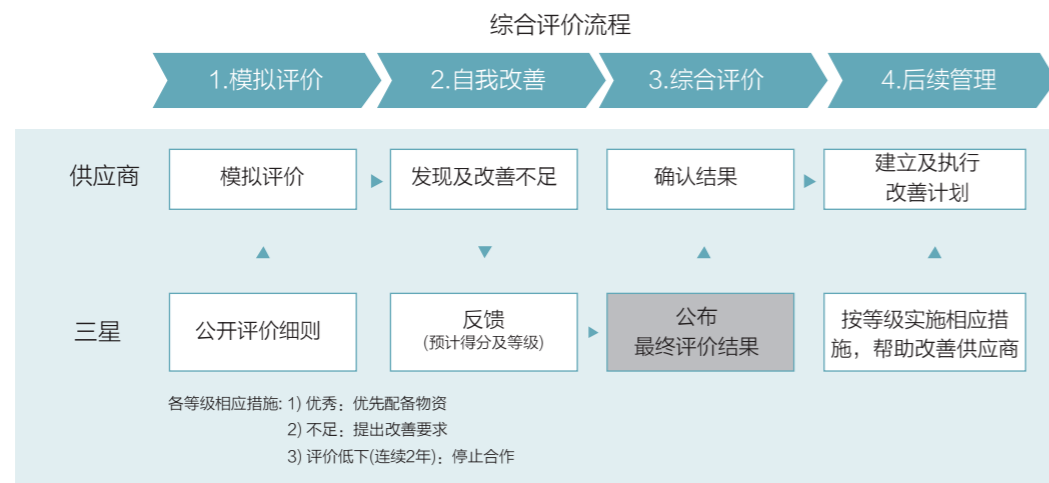 综合评价流程
1.模拟评价
2.自我改善
3.综合评价
4.后续管理
供应商
模拟评价
发现及改善不足
确认结果
建立及执行
改善计划
三星
公开评价细则
反馈
(预计得分及等级)
公布
最终评价结果
按等级实施相应措
施，帮助改善供应商
各等级相应措施: 1) 优秀：优先配备物资
2) 不足：提出改善要求
3) 评价低下(连续2年)：停止合作